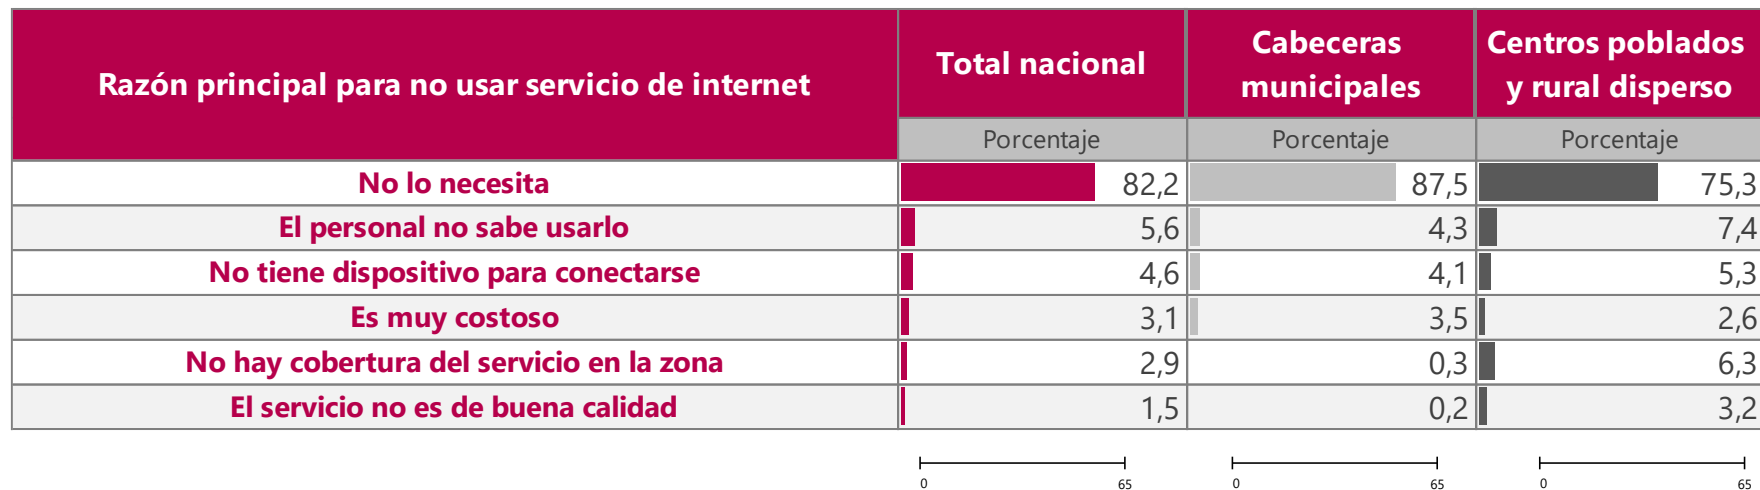 Razón principal para no usar servicio de internet
Total nacional
Cabeceras
municipales
Centros poblados
y rural disperso
Porcentaje
Porcentaje
Porcentaje
No lo necesita 82,2 87,5 75,3
El personal no sabe usarlo 5,6 4,3 7,4
No tiene dispositivo para conectarse 4,6 4,1 5,3
Es muy costoso 3,1 3,5 2,6
No hay cobertura del servicio en la zona 2,9 0,3 6,3
El servicio no es de buena calidad 1,5 0,2 3,2
0 65 0 65 0 65